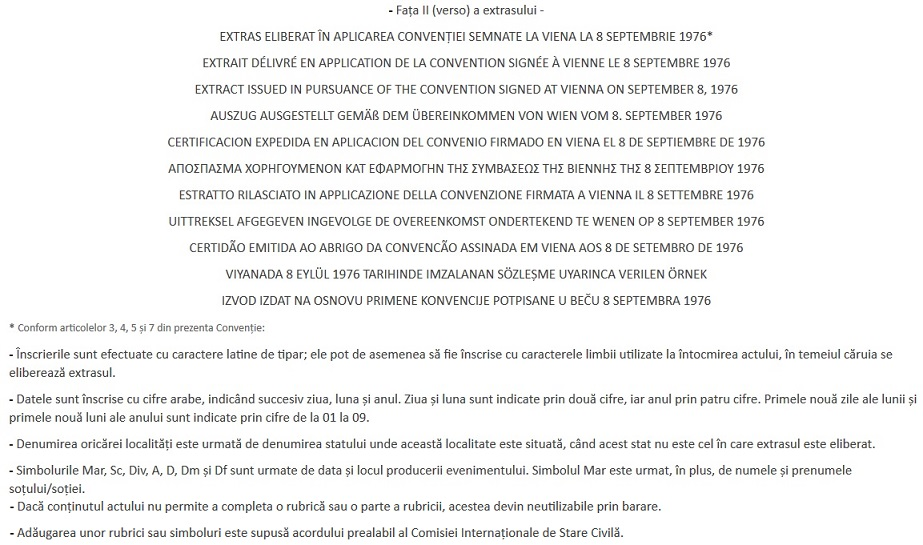 - Fața II (verso) a extrasului -
EXTRAS ELIBERAT ÎN APLICAREA CONVENȚIEI SEMNATE LA VIENA LA 8 SEPTEMBRIE 1976*
EXTRAIT DÉLIVRÉ EN APPLICATION DE LA CONVENTION SIGNÉE À VIENNE LE 8 SEPTEMBRE 1976
EXTRACT ISSUED IN PURSUANCE OF THE CONVENTION SIGNED AT VIENNA ON SEPTEMBER 8, 1976
AUSZUG AUSGESTELLT GEMÄß DEM ÜBEREINKOMMEN VON WIEN VOM 8. SEPTEMBER 1976
CERTIFICACION EXPEDIDA EN APLICACION DEL CONVENIO FIRMADO EN VIENA EL 8 DE SEPTIEMBRE DE 1976
ΑΠΟΣΠΑΣΜΑ ΧΟΡΗΓΟΥΜΕΝΟΝ ΚΑΤ ΕΦΑΡΜΟΓΗΝ ΤΗΣ ΣΥΜΒΑΣΕΩΣ ΤΗΣ ΒΙΕΝΝΗΣ ΤΗΣ 8 ΣΕΠΤΕΜΒΡΙΟΥ 1976
ESTRATTO RILASCIATO IN APPLICAZIONE DELLA CONVENZIONE FIRMATA A VIENNA IL 8 SETTEMBRE 1976
UITTREKSEL AFGEGEVEN INGEVOLGE DE OVEREENKOMST ONDERTEKEND TE WENEN OP 8 SEPTEMBER 1976
CERTIDÃO EMITIDA AO ABRIGO DA CONVENCÃO ASSINADA EM VIENA AOS 8 DE SETEMBRO DE 1976
VIYANADA 8 EYLÜL 1976 TARIHINDE IMZALANAN SÖZLEȘME UYARINCA VERILEN ÖRNEK
IZVOD IZDAT NA OSNOVU PRIMENE KONVENCIJE POTPISANE U BEČU 8 SEPTEMBRA 1976
* Conform articolelor 3, 4, 5 și 7 din prezenta Convenție:
- Înscrierile sunt efectuate cu caractere latine de tipar; ele pot de asemenea să fie înscrise cu caracterele limbii utilizate la întocmirea actului, în temeiul căruia se
eliberează extrasul.
- Datele sunt înscrise cu cifre arabe, indicând succesiv ziua, luna și anul. Ziua și luna sunt indicate prin două cifre, iar anul prin patru cifre. Primele nouă zile ale lunii și
primele nouă luni ale anului sunt indicate prin cifre de la 01 la 09.
- Denumirea oricărei localități este urmată de denumirea statului unde această localitate este situată, când acest stat nu este cel în care extrasul este eliberat.
- Simbolurile Mar, Sc, Div, A, D, Dm și Df sunt urmate de data și locul producerii evenimentului. Simbolul Mar este urmat, în plus, de numele și prenumele
soțului/soției.
- Dacă conținutul actului nu permite a completa o rubrică sau o parte a rubricii, acestea devin neutilizabile prin barare.
- Adăugarea unor rubrici sau simboluri este supusă acordului prealabil al Comisiei Internaționale de Stare Civilă.